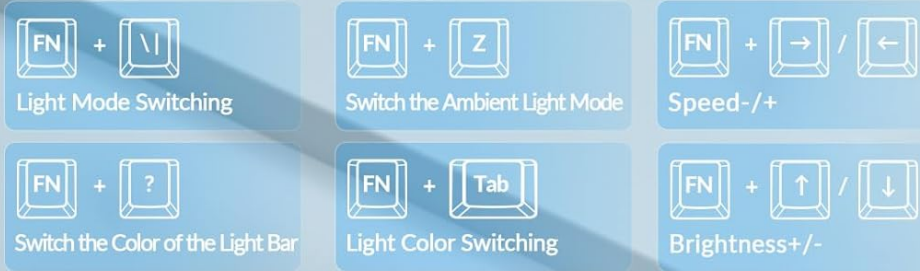 FN + \|
Light Mode Switching
FN + Z
Switch the Ambient Light Mode
FN + → / ←
Speed-/+
FN + ?
Switch the Color of the Light Bar
FN + Tab
Light Color Switching
FN + ↑ / ↓
Brightness+/-